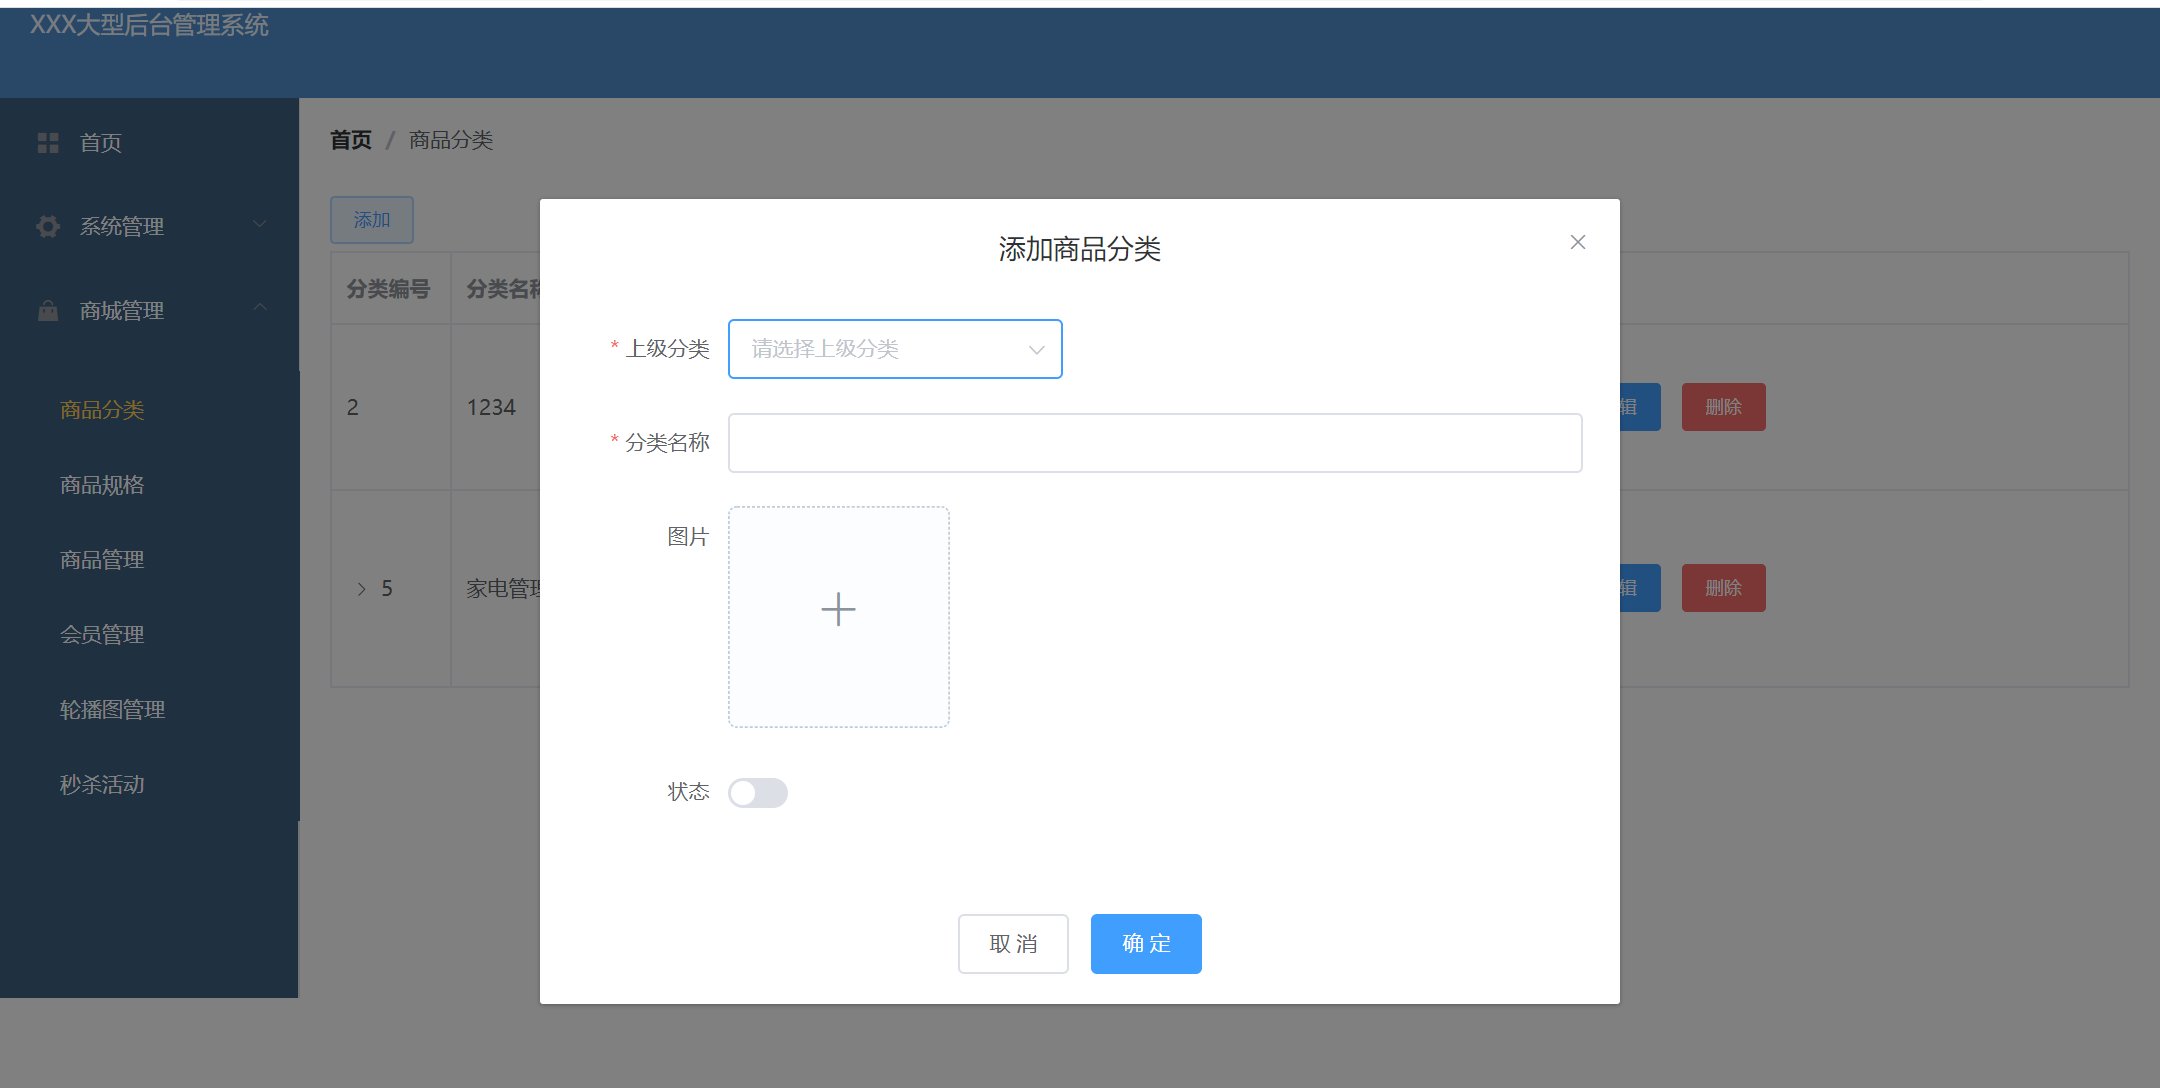 XXX大型后台管理系统
首页
系统管理
商城管理
商品分类
商品规格
商品管理
会员管理
轮播图管理
秒杀活动
首页 / 商品分类
添加
分类编号 分类名
2 1234 辑 删除
5 家电管 辑 删除
添加商品分类
* 上级分类 请选择上级分类
* 分类名称
图片
状态
取 消 确 定